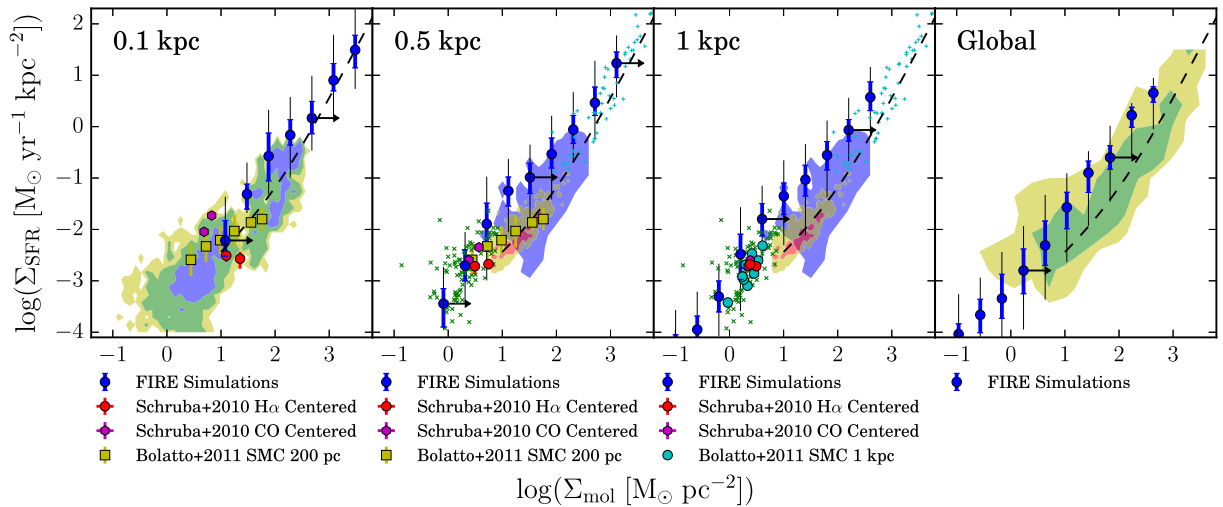 0.1 kpc 0.5 kpc 1 kpc Global
log(Σ_SFR [M_⊙ yr^−1 kpc^−2])
2
1
0
−1
−2
−3
−4
−1 0 1 2 3 −1 0 1 2 3 −1 0 1 2 3 −1 0 1 2 3
FIRE Simulations FIRE Simulations FIRE Simulations FIRE Simulations
Schruba+2010 Hα Centered Schruba+2010 Hα Centered Schruba+2010 Hα Centered
Schruba+2010 CO Centered Schruba+2010 CO Centered Schruba+2010 CO Centered
Bolatto+2011 SMC 200 pc Bolatto+2011 SMC 200 pc Bolatto+2011 SMC 1 kpc
log(Σ_mol [M_⊙ pc^−2])